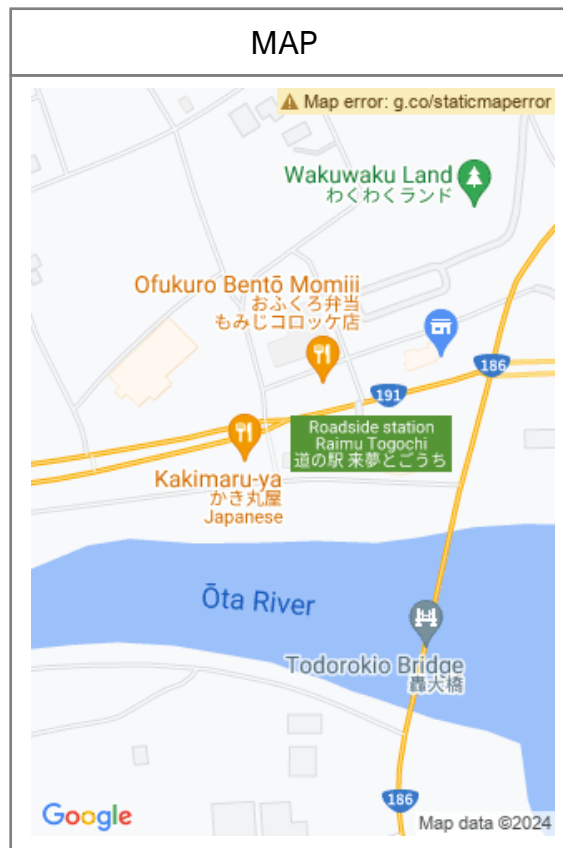 MAP
Map error: g.co/staticmaperror
Wakuwaku Land
わくわくランド
Ofukuro Bentō Momiii
おふくろ弁当
もみじコロッケ店
186
191
Roadside station
Raimu Togochi
道の駅 来夢とごうち
Kakimaru-ya
かき丸屋
Japanese
Ōta River
Todorokio Bridge
轟大橋
186
Google
Map data ©2024